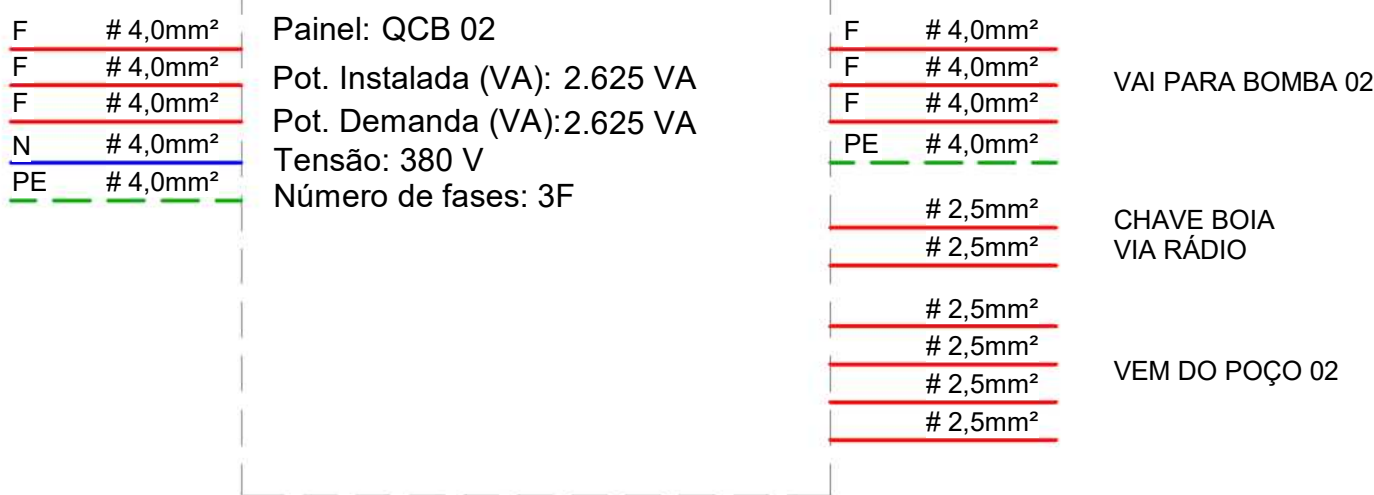 F # 4,0mm²
F # 4,0mm²
F # 4,0mm²
N # 4,0mm²
PE # 4,0mm²
Painel: QCB 02
Pot. Instalada (VA): 2.625 VA
Pot. Demanda (VA):2.625 VA
Tensão: 380 V
Número de fases: 3F
F # 4,0mm²
F # 4,0mm²
F # 4,0mm²
PE # 4,0mm²
VAI PARA BOMBA 02
# 2,5mm²
# 2,5mm²
CHAVE BOIA
VIA RÁDIO
# 2,5mm²
# 2,5mm²
# 2,5mm²
# 2,5mm²
VEM DO POÇO 02